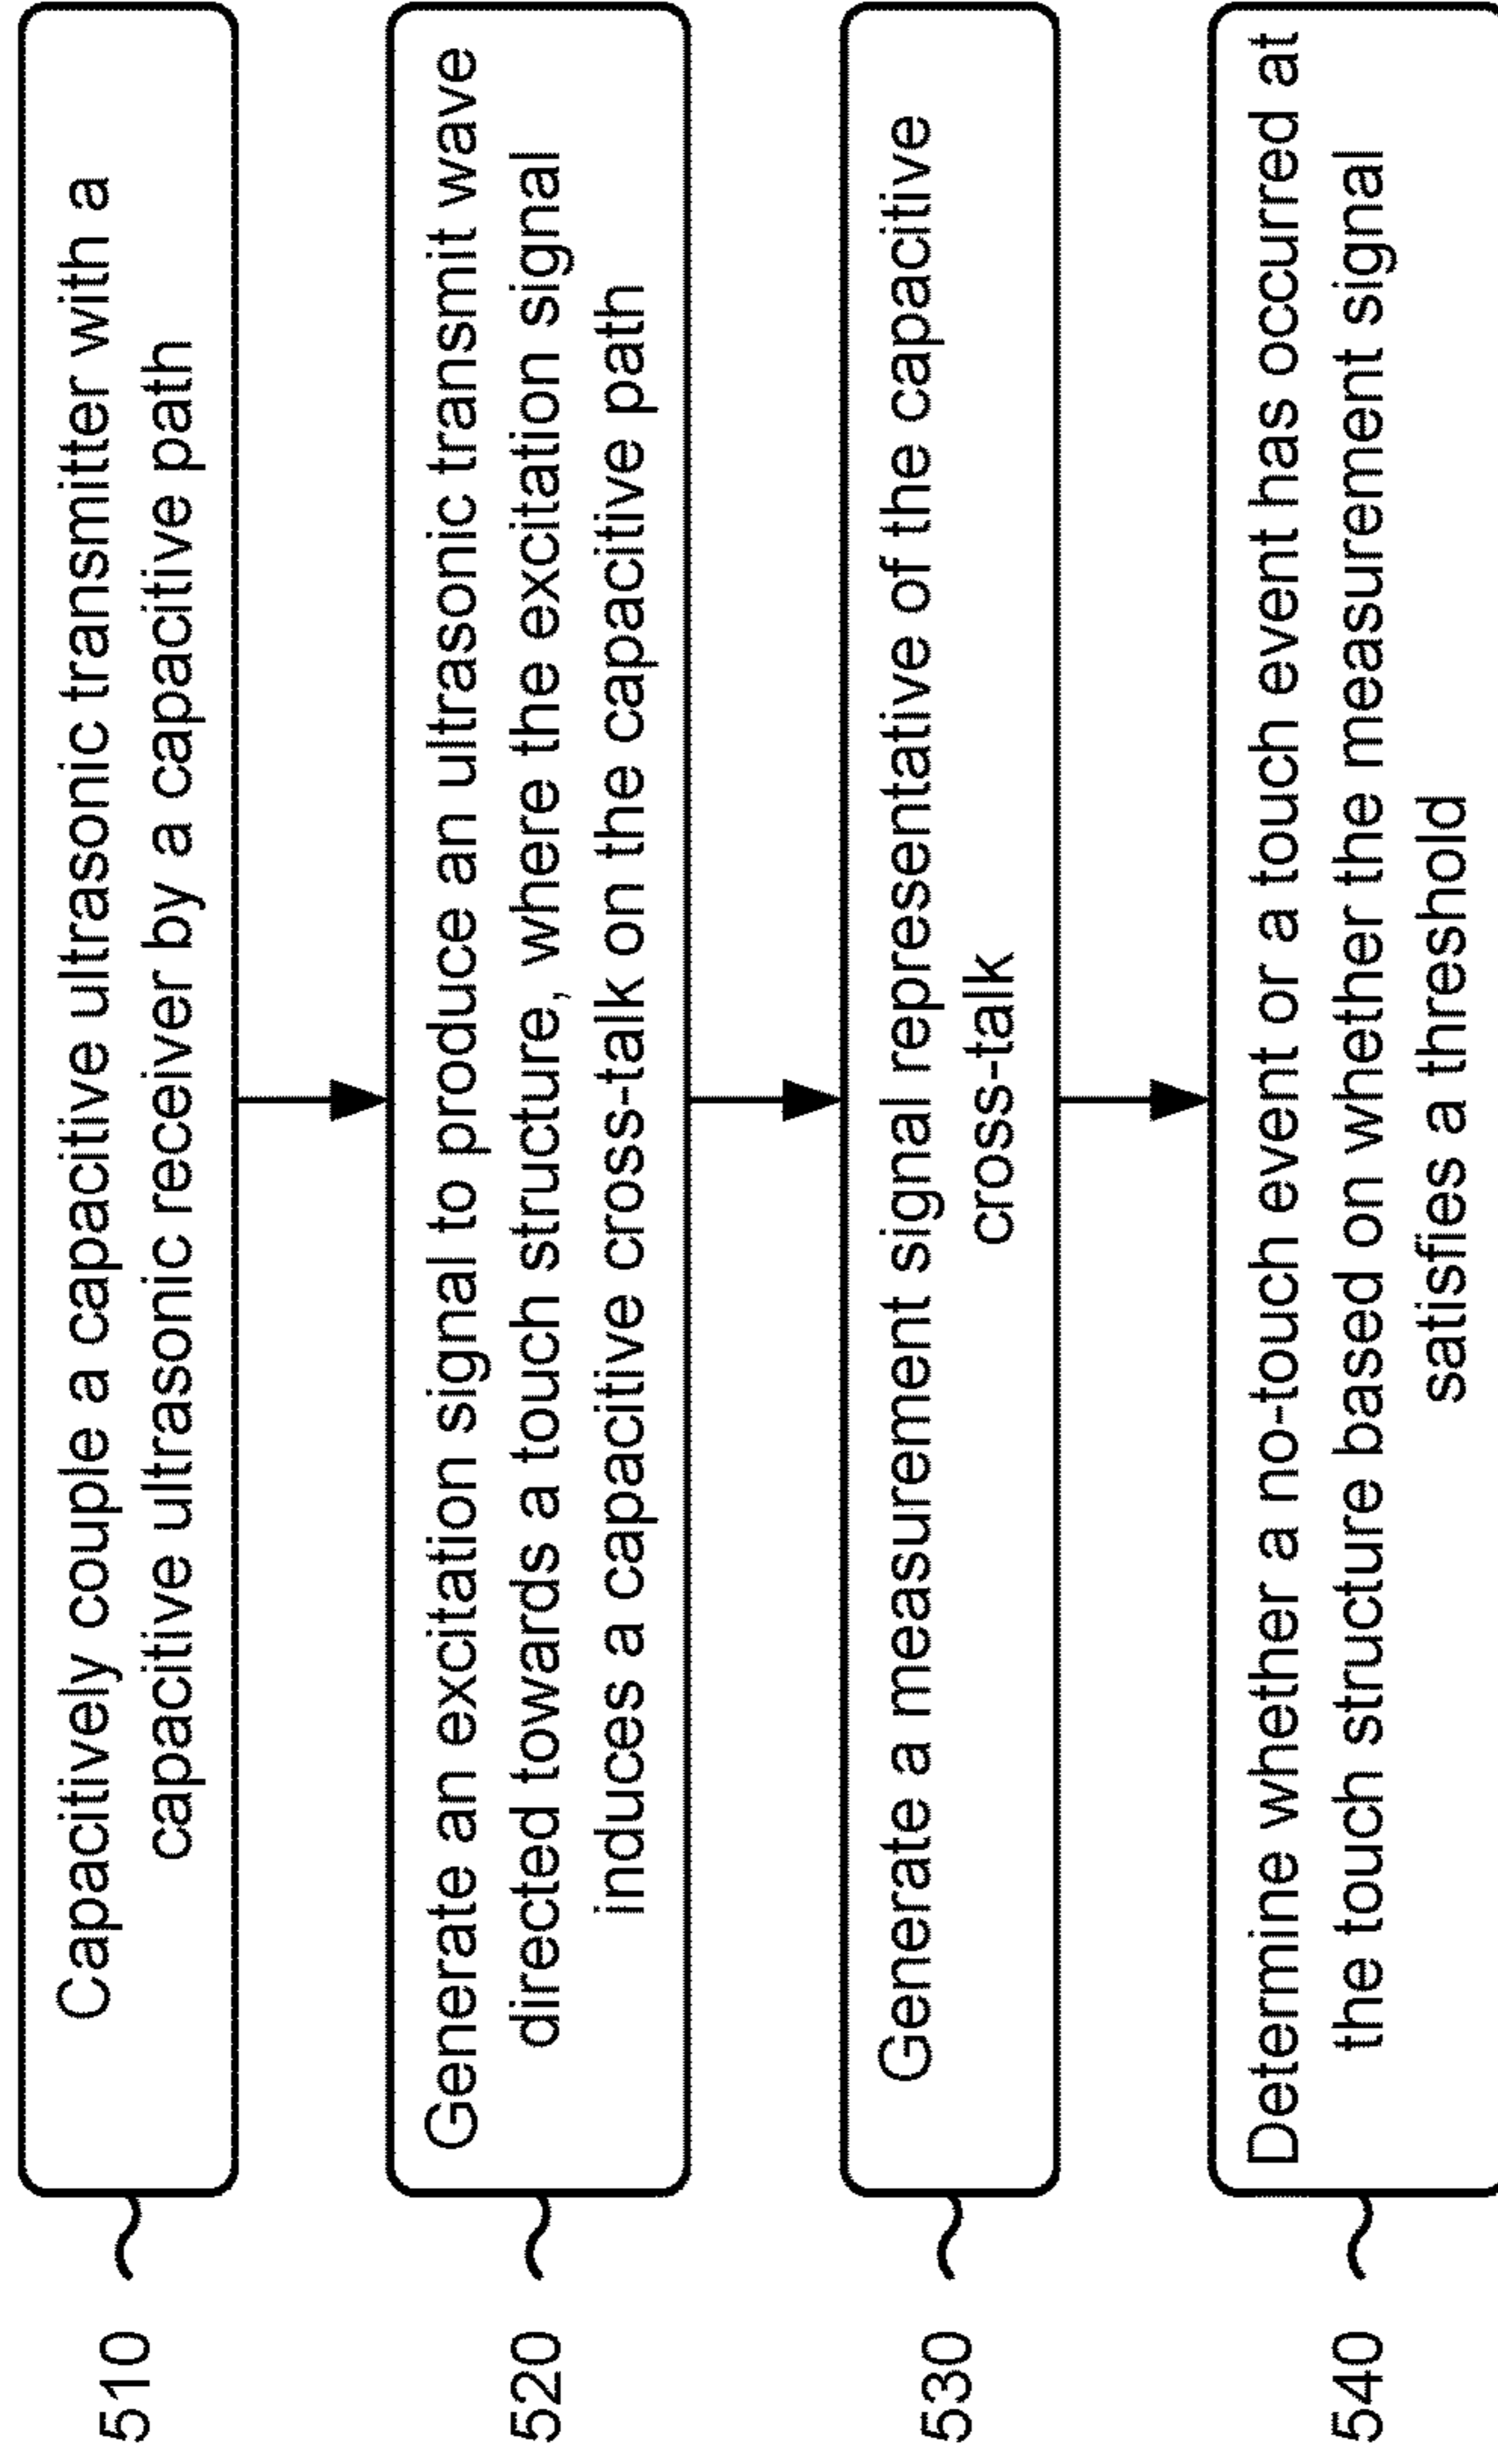 510
Capacitively couple a capacitive ultrasonic transmitter with a
capacitive ultrasonic receiver by a capacitive path
520
Generate an excitation signal to produce an ultrasonic transmit wave
directed towards a touch structure, where the excitation signal
induces a capacitive cross-talk on the capacitive path
530
Generate a measurement signal representative of the capacitive
cross-talk
540
Determine whether a no-touch event or a touch event has occurred at
the touch structure based on whether the measurement signal
satisfies a threshold